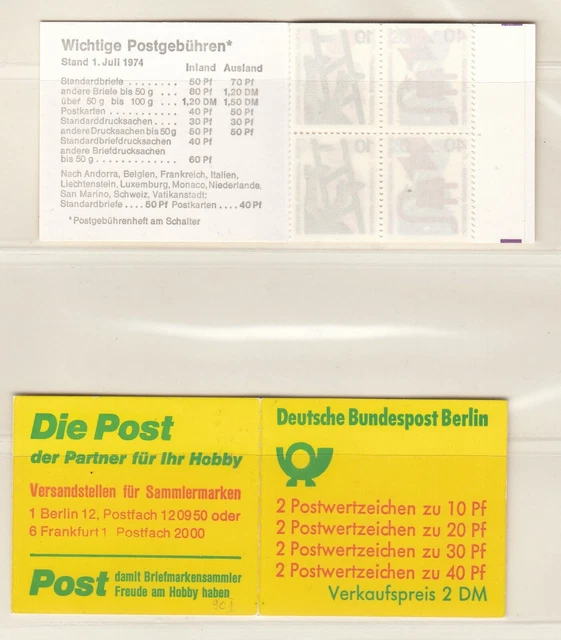 Wichtige Postgebühren*
Stand 1. Juli 1974
Inland Ausland
Standardbriefe . . . . . . 50 Pf 70 Pf
andere Briefe bis 50 g . . . 80 Pf 1,20 DM
über 50 g bis 100 g . . . 1,20 DM 1,50 DM
Postkarten . . . . . . . . . 40 Pf 50 Pf
Standarddrucksachen . . . 30 Pf 30 Pf
andere Drucksachen bis 50 g 50 Pf 50 Pf
Standardbriefdrucksachen 40 Pf
andere Briefdrucksachen
bis 50 g . . . . . . . . . . . . 60 Pf
Nach Andorra, Belgien, Frankreich, Italien,
Liechtenstein, Luxemburg, Monaco, Niederlande,
San Marino, Schweiz, Vatikanstadt:
Standardbriefe . . . . 50 Pf Postkarten . . . . 40 Pf
*Postgebührenheft am Schalter
10
40
10
40
Die Post
der Partner für Ihr Hobby
Versandstellen für Sammlermarken
1 Berlin 12, Postfach 120950 oder
6 Frankfurt 1 Postfach 2000
Post damit Briefmarkensammler
Freude am Hobby haben
Deutsche Bundespost Berlin
2 Postwertzeichen zu 10 Pf
2 Postwertzeichen zu 20 Pf
2 Postwertzeichen zu 30 Pf
2 Postwertzeichen zu 40 Pf
Verkaufspreis 2 DM